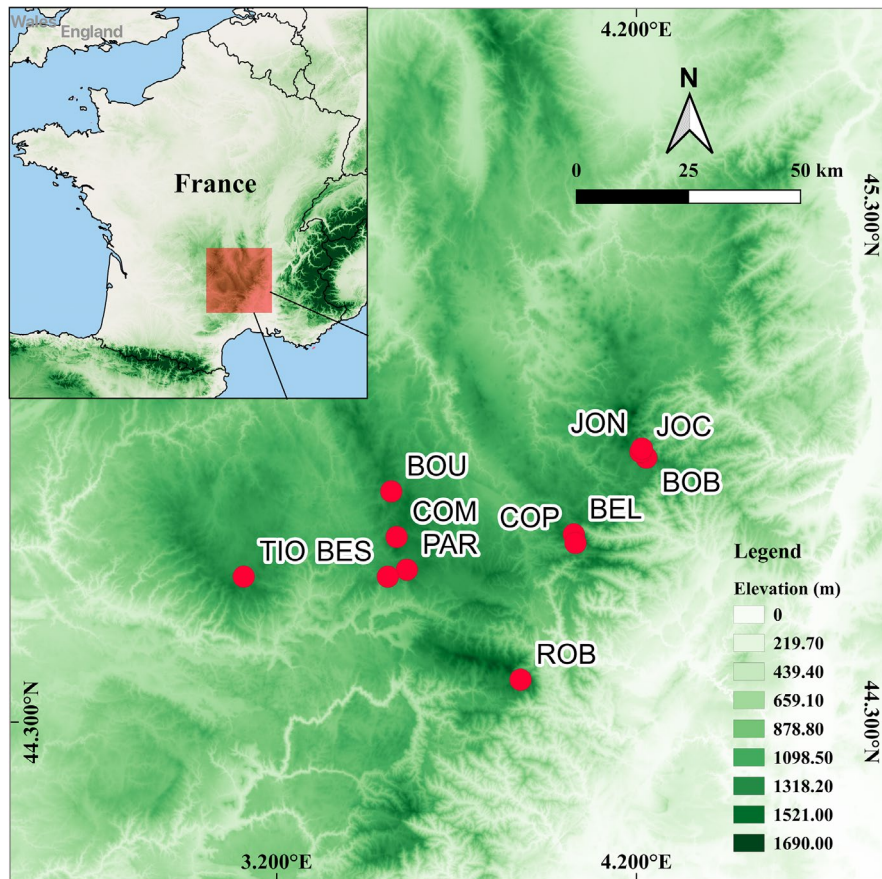 Wales
England
France
4.200°E
N
0 25 50 km
45.300°N
JON JOC
BOB
BOU
COM
COP BEL
TIO BES PAR
ROB
Legend
Elevation (m)
0
219.70
439.40
659.10
878.80
1098.50
1318.20
1521.00
1690.00
44.300°N
44.300°N
3.200°E
4.200°E